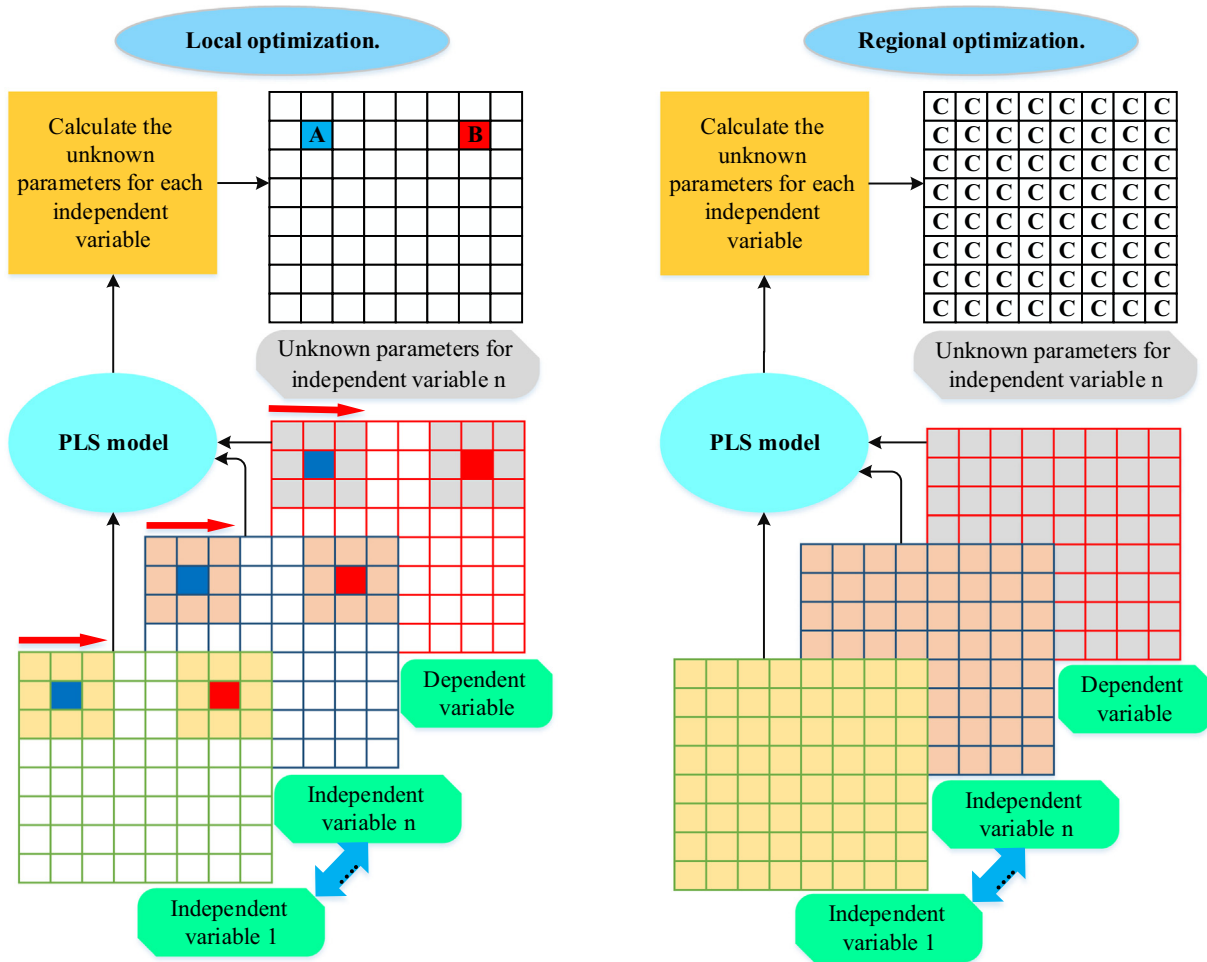 Local optimization.
Calculate the
unknown
parameters for each
independent
variable
A
B
Unknown parameters for
independent variable n
PLS model
Dependent
variable
Independent
variable n
Independent
variable 1
Regional optimization.
Calculate the
unknown
parameters for each
independent
variable
C C C C C C C C
C C C C C C C C
C C C C C C C C
C C C C C C C C
C C C C C C C C
C C C C C C C C
C C C C C C C C
C C C C C C C C
Unknown parameters for
independent variable n
PLS model
Dependent
variable
Independent
variable n
Independent
variable 1